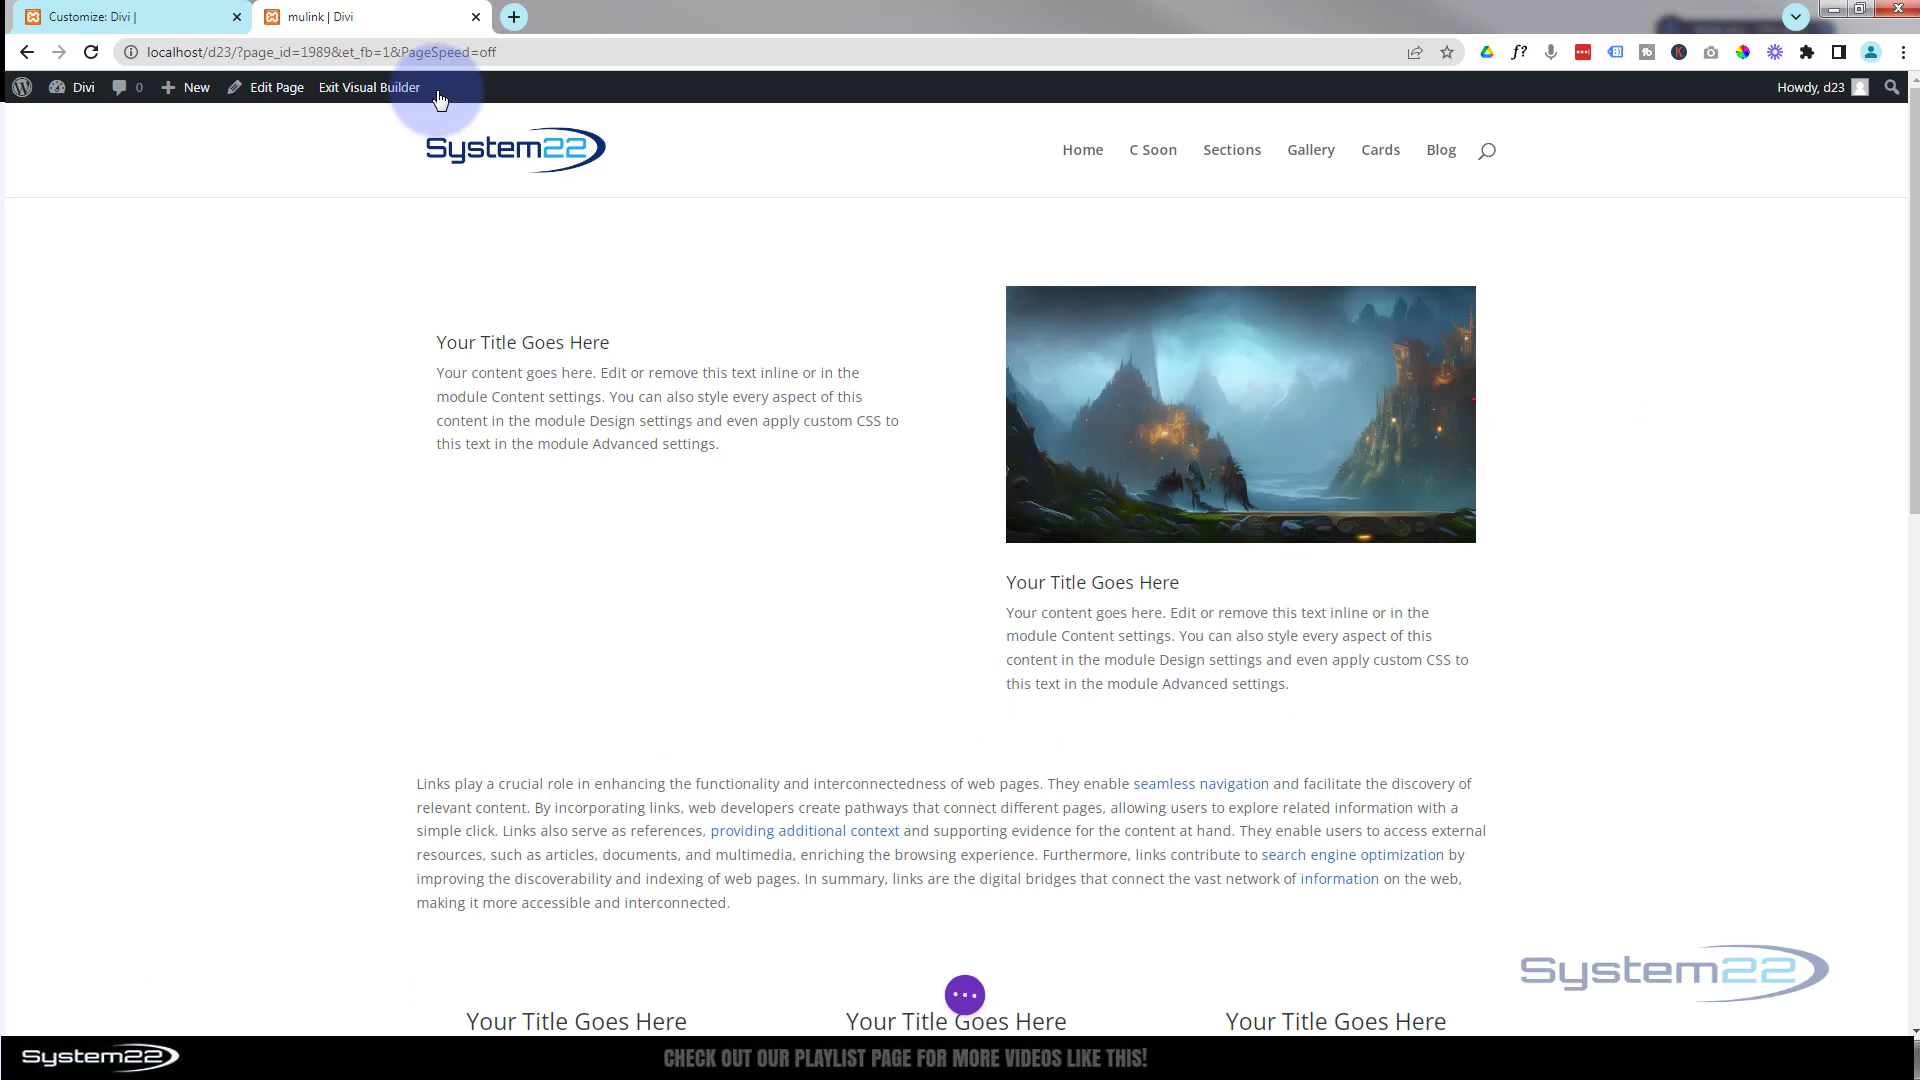 Customize: Divi |
mulink | Divi
localhost/d23/?page_id=1989&et_fb=1&PageSpeed=off
Divi
0
New
Edit Page
Exit Visual Builder
Howdy, d23
System22
Home
C Soon
Sections
Gallery
Cards
Blog
Your Title Goes Here
Your content goes here. Edit or remove this text inline or in the
module Content settings. You can also style every aspect of this
content in the module Design settings and even apply custom CSS to
this text in the module Advanced settings.
Your Title Goes Here
Your content goes here. Edit or remove this text inline or in the
module Content settings. You can also style every aspect of this
content in the module Design settings and even apply custom CSS to
this text in the module Advanced settings.
Links play a crucial role in enhancing the functionality and interconnectedness of web pages. They enable seamless navigation and facilitate the discovery of
relevant content. By incorporating links, web developers create pathways that connect different pages, allowing users to explore related information with a
simple click. Links also serve as references, providing additional context and supporting evidence for the content at hand. They enable users to access external
resources, such as articles, documents, and multimedia, enriching the browsing experience. Furthermore, links contribute to search engine optimization by
improving the discoverability and indexing of web pages. In summary, links are the digital bridges that connect the vast network of information on the web,
making it more accessible and interconnected.
System22
Your Title Goes Here
Your Title Goes Here
Your Title Goes Here
System22
CHECK OUT OUR PLAYLIST PAGE FOR MORE VIDEOS LIKE THIS!